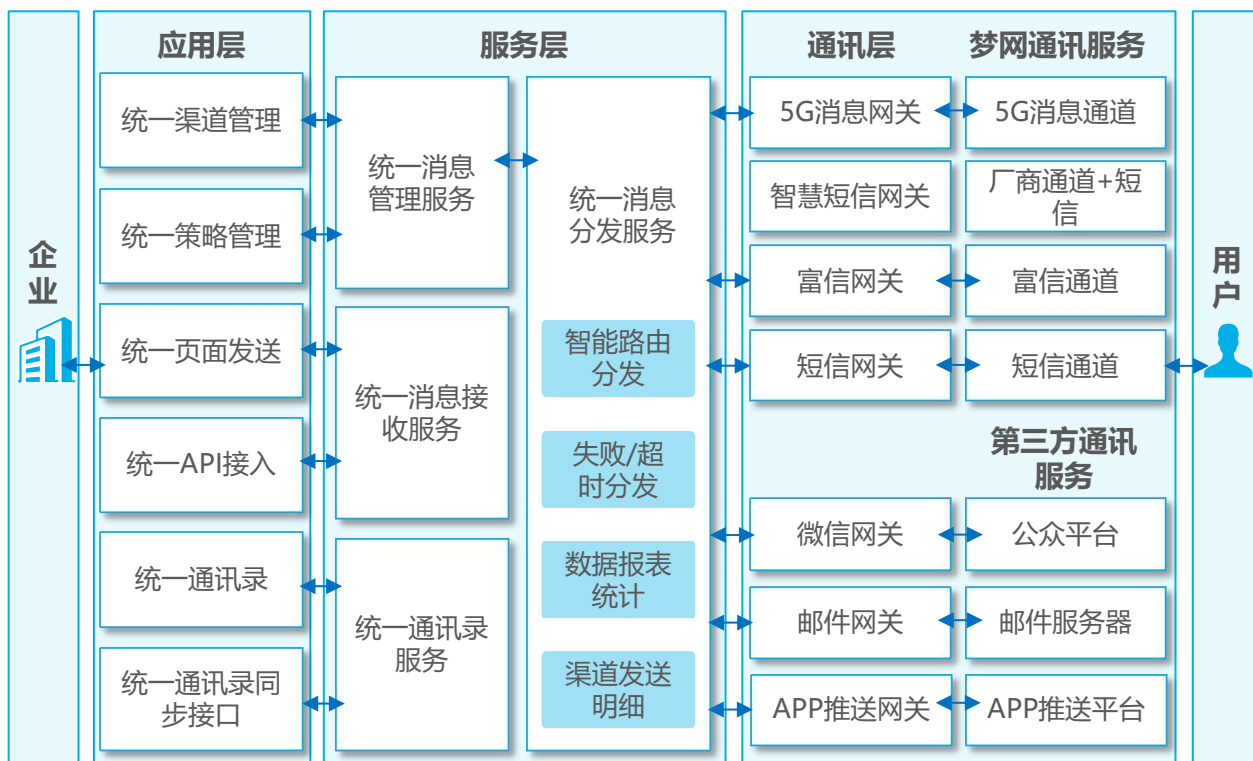 企
业
应用层
统一渠道管理
统一策略管理
统一页面发送
统一API接入
统一通讯录
统一通讯录同
步接口
服务层
统一消息
管理服务
统一消息接
收服务
统一通讯录
服务
统一消息
分发服务
智能路由
分发
失败/超
时分发
数据报表
统计
渠道发送
明细
通讯层
梦网通讯服务
5G消息网关
5G消息通道
智慧短信网关
厂商通道+短
信
富信网关
富信通道
短信网关
短信通道
第三方通讯
服务
微信网关
公众平台
邮件网关
邮件服务器
APP推送网关
APP推送平台
用
户